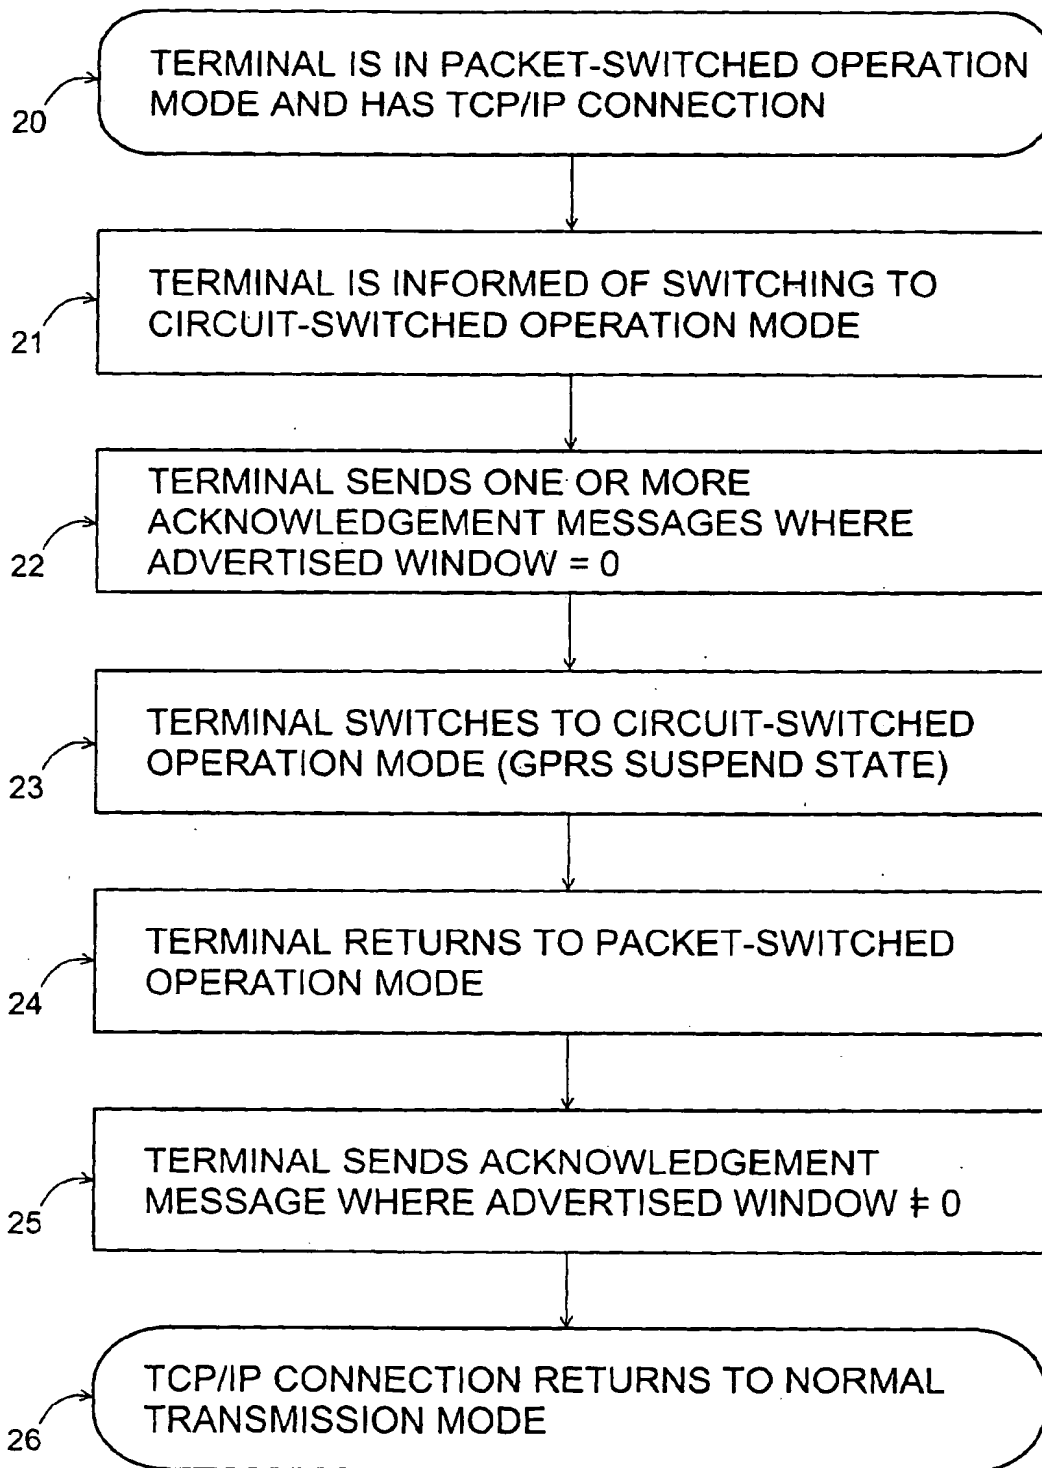 TERMINAL IS IN PACKET-SWITCHED OPERATION
MODE AND HAS TCP/IP CONNECTION
20
TERMINAL IS INFORMED OF SWITCHING TO
CIRCUIT-SWITCHED OPERATION MODE
21
TERMINAL SENDS ONE OR MORE
ACKNOWLEDGEMENT MESSAGES WHERE
ADVERTISED WINDOW = 0
22
TERMINAL SWITCHES TO CIRCUIT-SWITCHED
OPERATION MODE (GPRS SUSPEND STATE)
23
TERMINAL RETURNS TO PACKET-SWITCHED
OPERATION MODE
24
TERMINAL SENDS ACKNOWLEDGEMENT
MESSAGE WHERE ADVERTISED WINDOW ≠ 0
25
TCP/IP CONNECTION RETURNS TO NORMAL
TRANSMISSION MODE
26